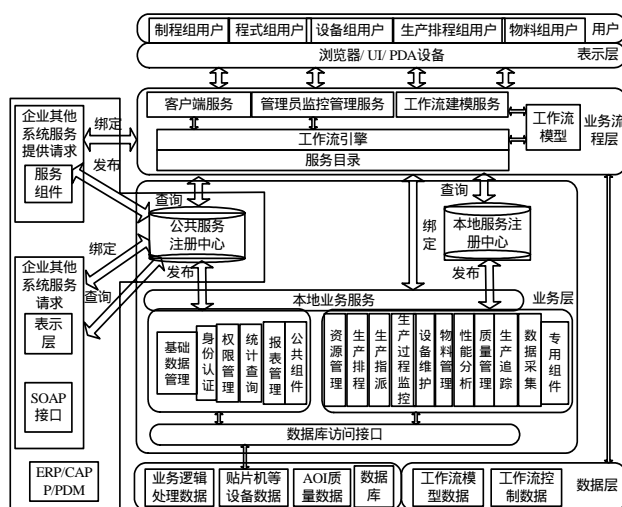 制程组用户 程式组用户 设备组用户 生产排程组用户 物料组用户 用户
浏览器/ UI/ PDA设备 表示层
客户端服务 管理员监控管理服务 工作流建模服务
工作流引擎
服务目录
工作流
模型
业务流
程层
企业其他
系统服务
提供请求
服务
组件
绑定
发布
查询
绑定
查询
公共服务
注册中心
本地服务注
册中心
绑定
查询
发布
发布
企业其他
系统服务
请求
表示
层
SOAP
接口
ERP/CAP
P/PDM
本地业务服务 业务层
基础
数据
管理
身份认证
权限管理
统计查询
报表管理
公共组件
资源管理
生产排程
生产指派
生产过程监控
设备维护
物料管理
性能分析
质量管理
生产追踪
数据采集
专用组件
数据库访问接口
业务逻辑
处理数据
贴片机等
设备数据
AOI质
量数据
数据
库
工作流模
型数据
工作流控
制数据
数据层